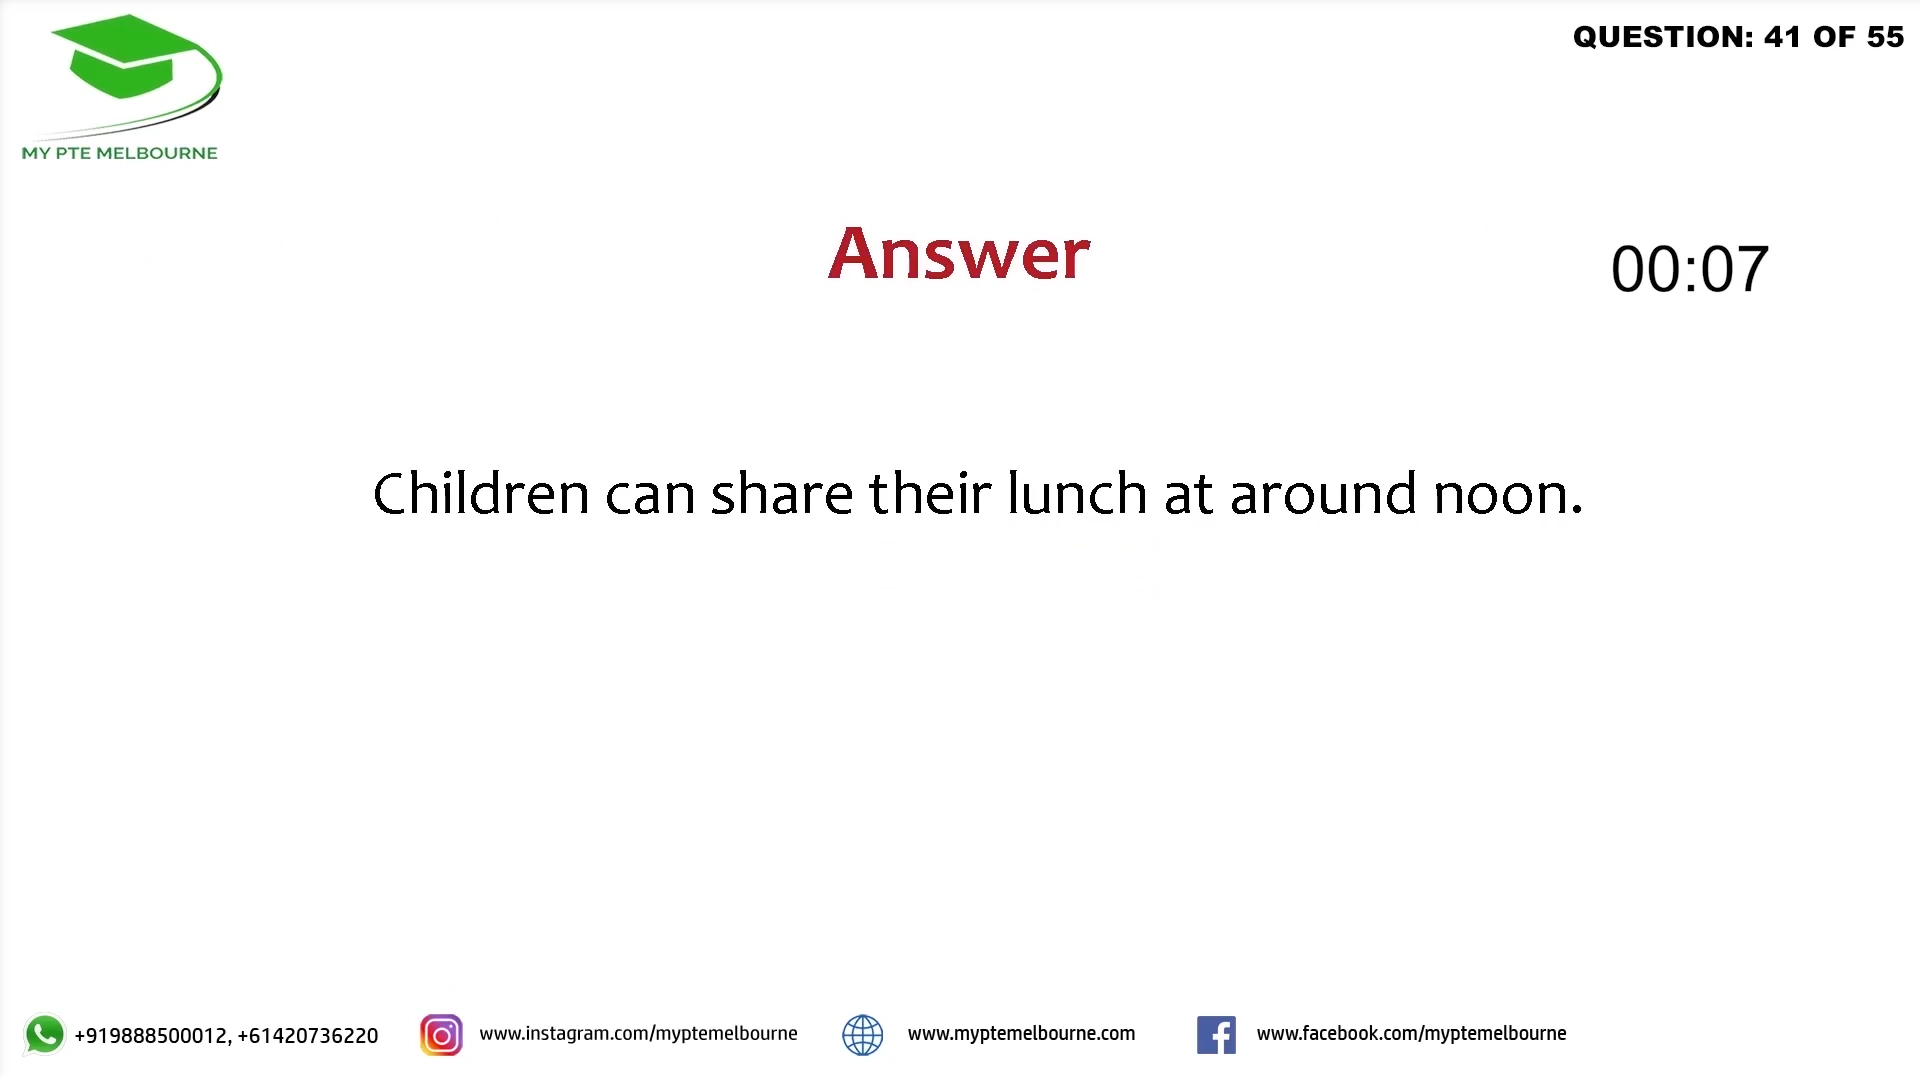 QUESTION: 41 OF 55
MY PTE MELBOURNE
Answer
00:07
Children can share their lunch at around noon.
+919888500012, +61420736220
www.instagram.com/myptemelbourne
www.myptemelbourne.com
www.facebook.com/myptemelbourne